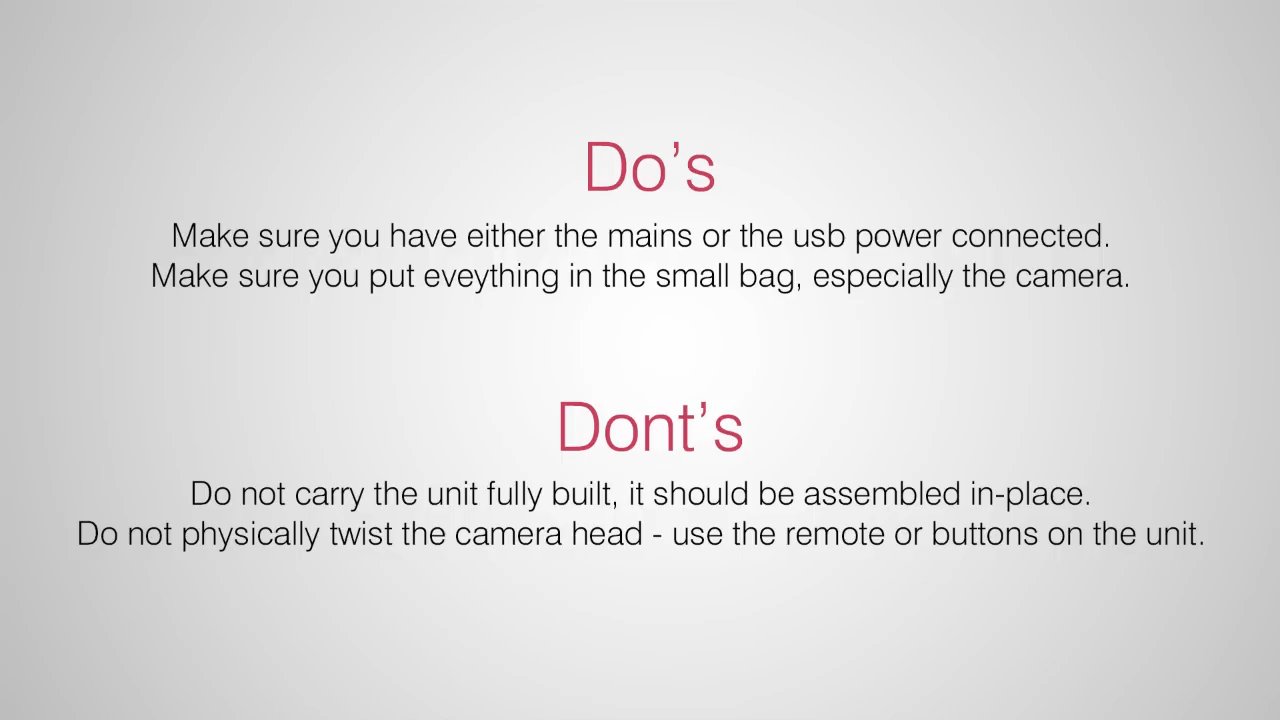 Do’s
Make sure you have either the mains or the usb power connected.
Make sure you put eveything in the small bag, especially the camera.
Dont’s
Do not carry the unit fully built, it should be assembled in-place.
Do not physically twist the camera head - use the remote or buttons on the unit.